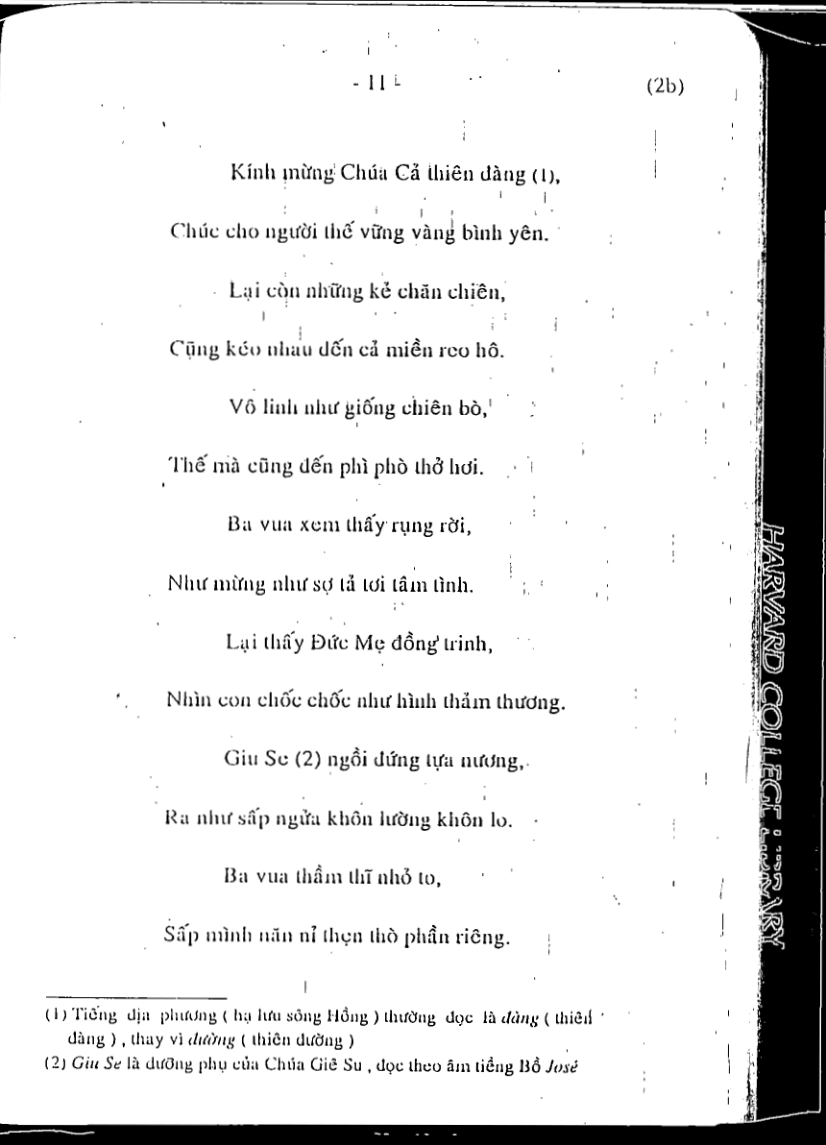 - 11 -
(2b)
Kính mừng Chúa Cả thiên đàng (1),
Chúc cho người thế vững vàng bình yên.
Lại còn những kẻ chăn chiên,
Cũng kéo nhau đến cả miền reo hô.
Vô linh như giống chiên bò,
Thế mà cũng đến phì phò thở hơi.
Ba vua xem thấy rụng rời,
Như mừng như sợ tả tơi tâm tình.
Lại thấy Đức Mẹ đồng trinh,
Nhìn con chốc chốc như hình thảm thương.
Giu Se (2) ngồi đứng tựa nương,
Ra như sấp ngửa khôn lường khôn lo.
Ba vua thầm thĩ nhỏ to,
Sấp mình năn nỉ thẹn thò phần riêng.
(1) Tiếng địa phương ( hạ lưu sông Hồng ) thường đọc là đàng ( thiên
đàng ) , thay vì đường ( thiên đường )
(2) Giu Se là dưỡng phụ của Chúa Giê Su , đọc theo âm tiếng Bồ José
HARVARD COLLEGE LIBRARY